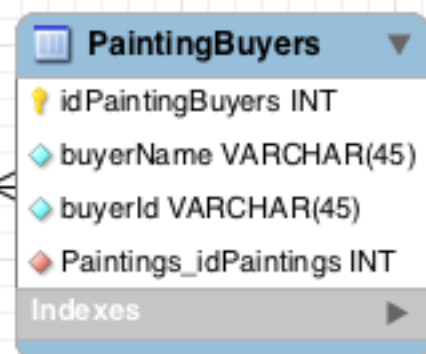 PaintingBuyers
idPaintingBuyers INT
buyerName VARCHAR(45)
buyerId VARCHAR(45)
Paintings_idPaintings INT
Indexes